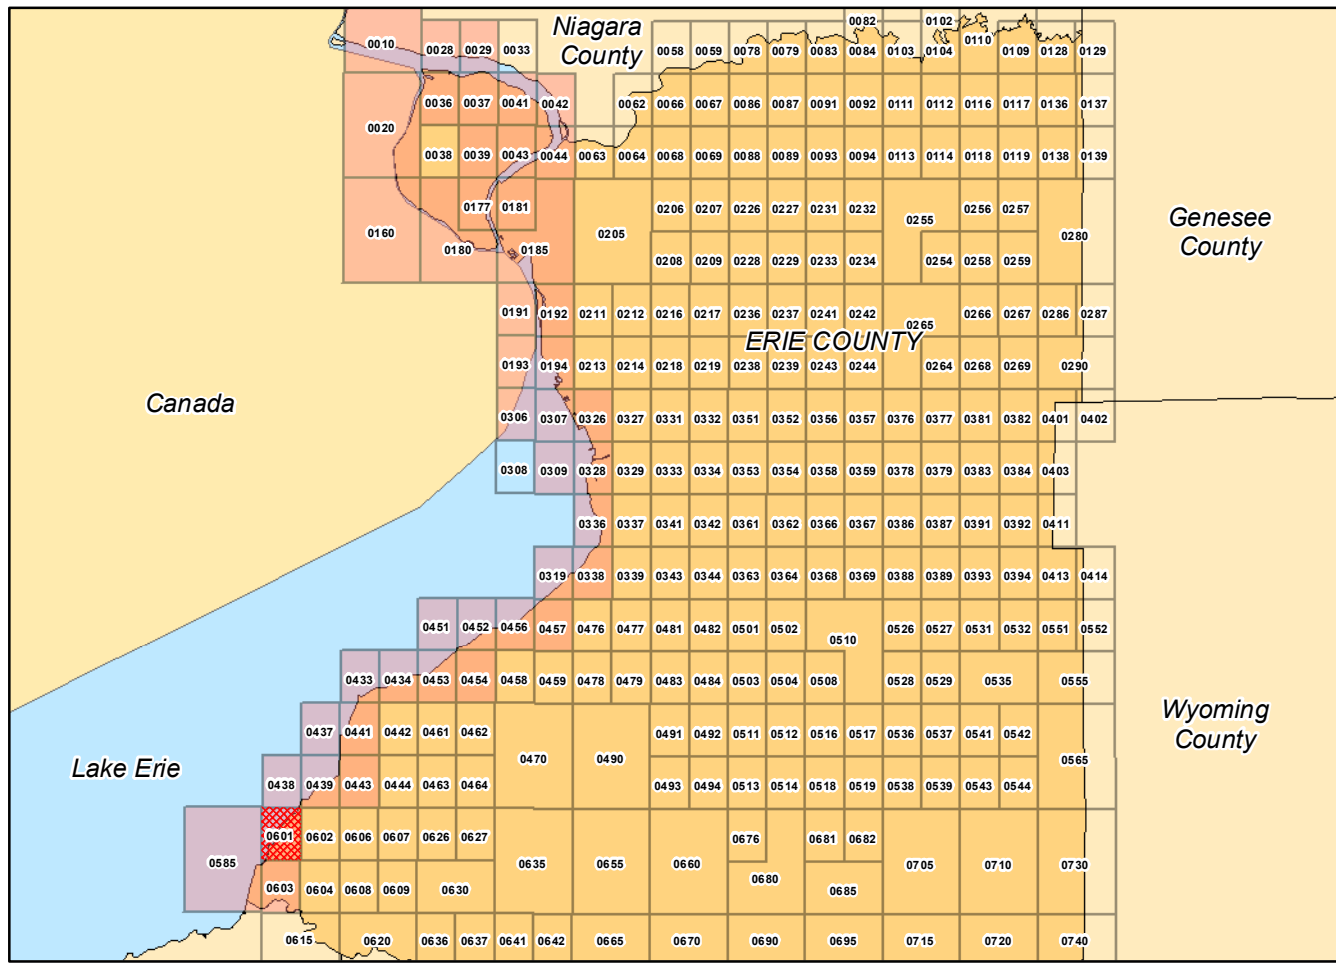 0082 0102
Niagara
County
0010 0028 0029 0033 0058 0059 0078 0079 0083 0084 0103 0104 0110 0109 0128 0129
0036 0037 0041 0042 0062 0066 0067 0086 0087 0091 0092 0111 0112 0116 0117 0136 0137
0020
0038 0039 0043 0044 0063 0064 0068 0069 0088 0089 0093 0094 0113 0114 0118 0119 0138 0139
0177 0181 0206 0207 0226 0227 0231 0232 0255 0256 0257
Genesee
County
0160 0180 0185 0205 0280
0208 0209 0228 0229 0233 0234 0254 0258 0259
0191 0192 0211 0212 0216 0217 0236 0237 0241 0242 0265 0266 0267 0286 0287
ERIE COUNTY
0193 0194 0213 0214 0218 0219 0238 0239 0243 0244 0264 0268 0269 0290
Canada
0306 0307 0326 0327 0331 0332 0351 0352 0356 0357 0376 0377 0381 0382 0401 0402
0308 0309 0328 0329 0333 0334 0353 0354 0358 0359 0378 0379 0383 0384 0403
0336 0337 0341 0342 0361 0362 0366 0367 0386 0387 0391 0392 0411
0319 0338 0339 0343 0344 0363 0364 0368 0369 0388 0389 0393 0394 0413 0414
0451 0452 0456 0457 0476 0477 0481 0482 0501 0502 0510 0526 0527 0531 0532 0551 0552
0433 0434 0453 0454 0458 0459 0478 0479 0483 0484 0503 0504 0508 0528 0529 0535 0555
Wyoming
County
0437 0441 0442 0461 0462 0491 0492 0511 0512 0516 0517 0536 0537 0541 0542
0470 0490 0565
Lake Erie
0438 0439 0443 0444 0463 0464 0493 0494 0513 0514 0518 0519 0538 0539 0543 0544
0601 0602 0606 0607 0626 0627 0676 0681 0682
0585 0635 0655 0660 0705 0710 0730
0603 0604 0608 0609 0630 0680 0685
0615 0620 0636 0637 0641 0642 0665 0670 0690 0695 0715 0720 0740